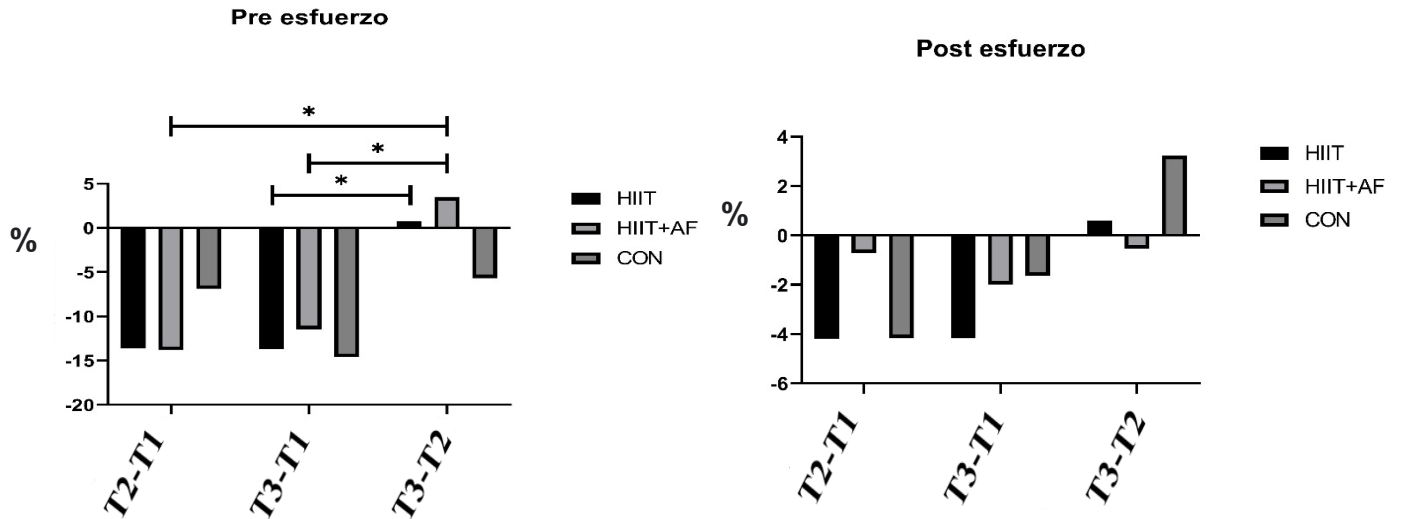 Pre esfuerzo
*
*
*
%
5
0
-5
-10
-15
-20
T2-T1
T3-T1
T3-T2
HIIT
HIIT+AF
CON
Post esfuerzo
%
4
2
0
-2
-4
-6
T2-T1
T3-T1
T3-T2
HIIT
HIIT+AF
CON